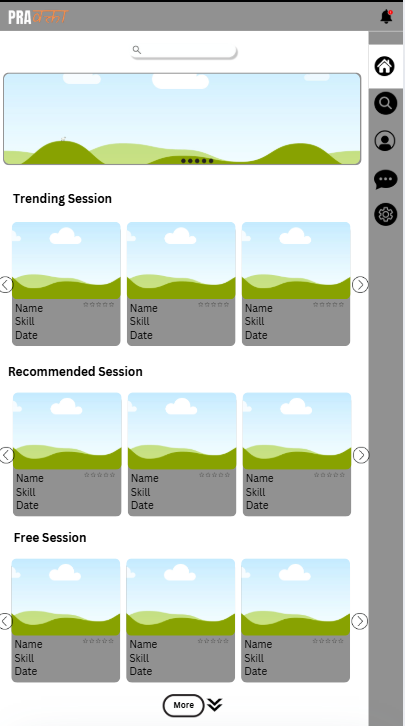 PRA
Trending Session
Name Name Name
Skill Skill Skill
Date Date Date
Recommended Session
Name Name Name
Skill Skill Skill
Date Date Date
Free Session
Name Name Name
Skill Skill Skill
Date Date Date
More